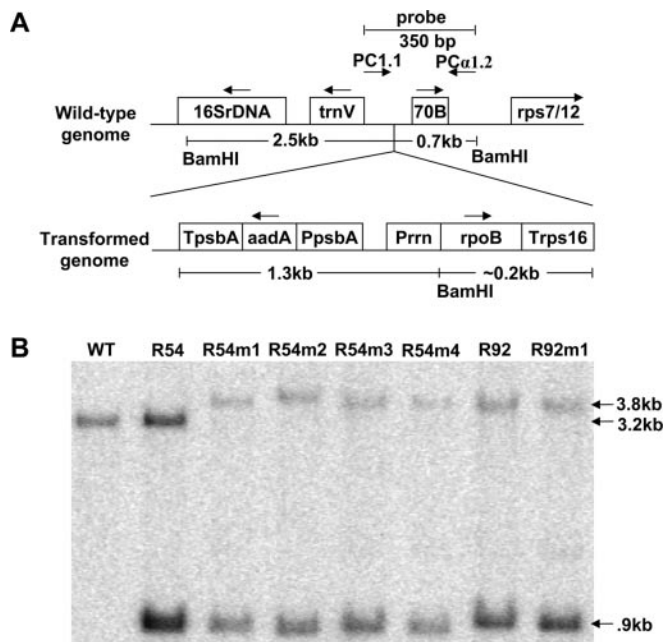 A
probe
350 bp
PC1.1 PCα1.2
Wild-type genome
16SrDNA trnV 70B rps7/12
2.5kb 0.7kb
BamHI BamHI
Transformed genome
TpsbA aadA PpsbA Prrn rpoB Trps16
1.3kb ~0.2kb
BamHI
B
WT R54 R54m1 R54m2 R54m3 R54m4 R92 R92m1
3.8kb
3.2kb
.9kb